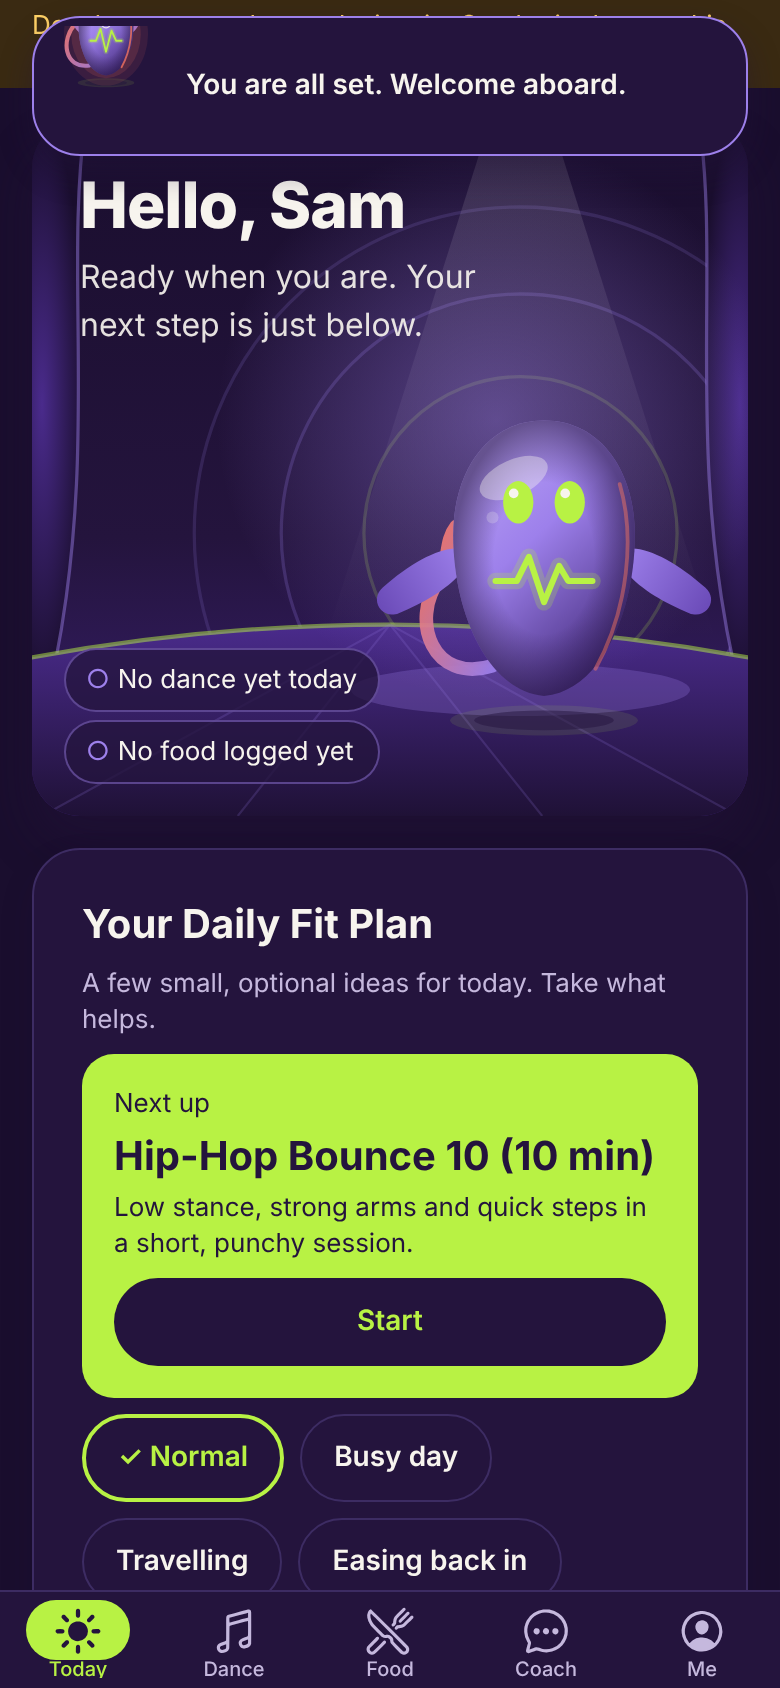 You are all set. Welcome aboard.
Hello, Sam
Ready when you are. Your
next step is just below.
No dance yet today
No food logged yet
Your Daily Fit Plan
A few small, optional ideas for today. Take what
helps.
Next up
Hip-Hop Bounce 10 (10 min)
Low stance, strong arms and quick steps in
a short, punchy session.
Start
✓ Normal
Busy day
Travelling
Easing back in
Today
Dance
Food
Coach
Me